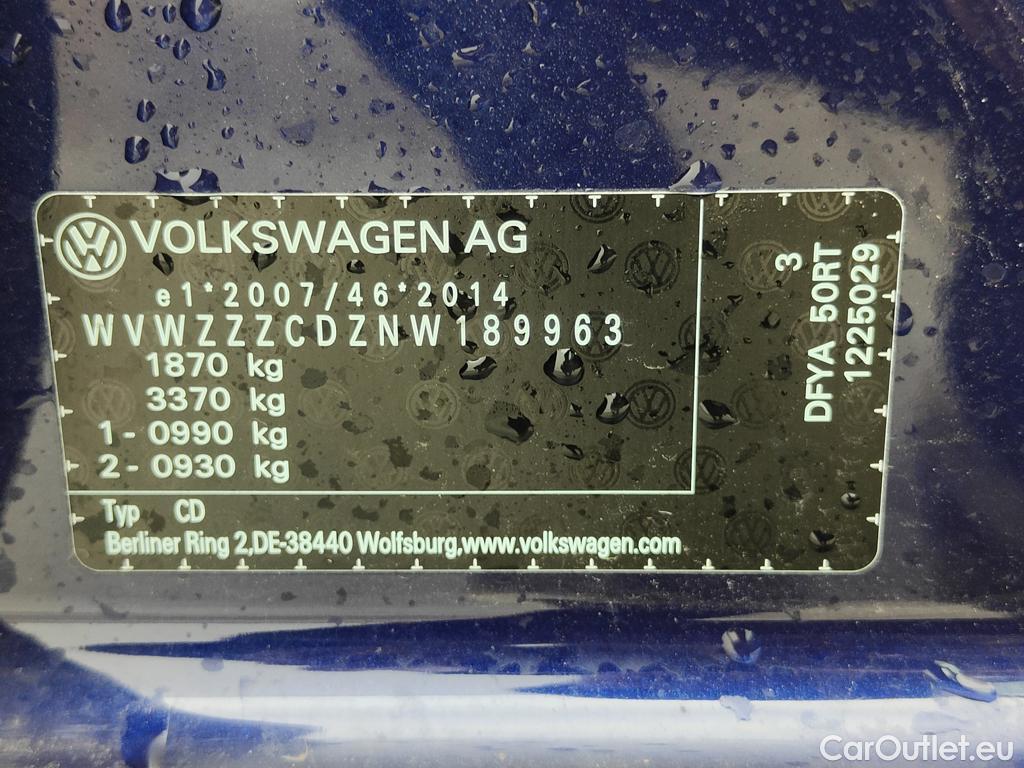 VOLKSWAGEN AG
e1*2007/46*2014
WVWZZZCDZNW189963
1870 kg
3370 kg
1 - 0990 kg
2 - 0930 kg
Typ CD
Berliner Ring 2,DE-38440 Wolfsburg,www.volkswagen.com
3
DFYA 50RT
1225029
CarOutlet.eu